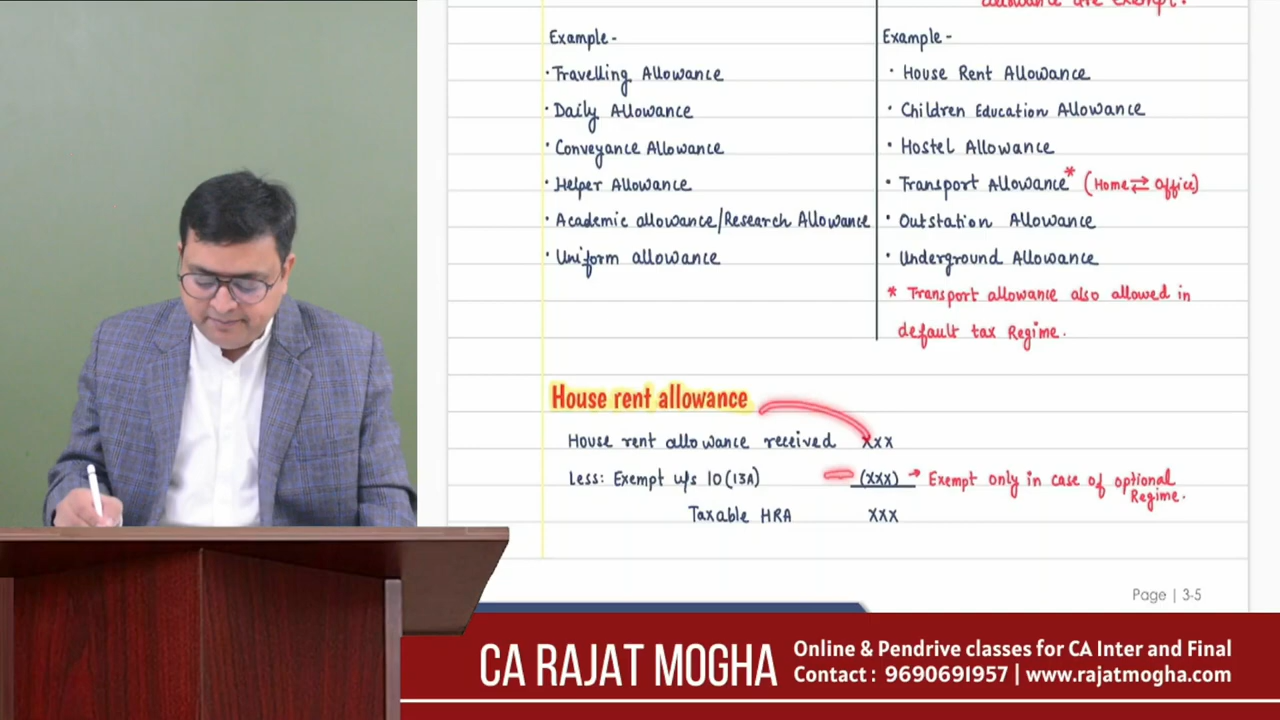 allowance are exempt.
Example -
· Travelling Allowance
· Daily Allowance
· Conveyance Allowance
· Helper Allowance
· Academic allowance/Research Allowance
· Uniform allowance
Example -
· House Rent Allowance
· Children Education Allowance
· Hostel Allowance
· Transport Allowance* (Home⇄Office)
· Outstation Allowance
· Underground Allowance
* Transport allowance also allowed in
default tax Regime.
House rent allowance
House rent allowance received xxx
Less: Exempt u/s 10(13A) (xxx) → Exempt only in case of optional
Regime.
Taxable HRA xxx
Page | 3-5
CA RAJAT MOGHA
Online & Pendrive classes for CA Inter and Final
Contact : 9690691957 | www.rajatmogha.com